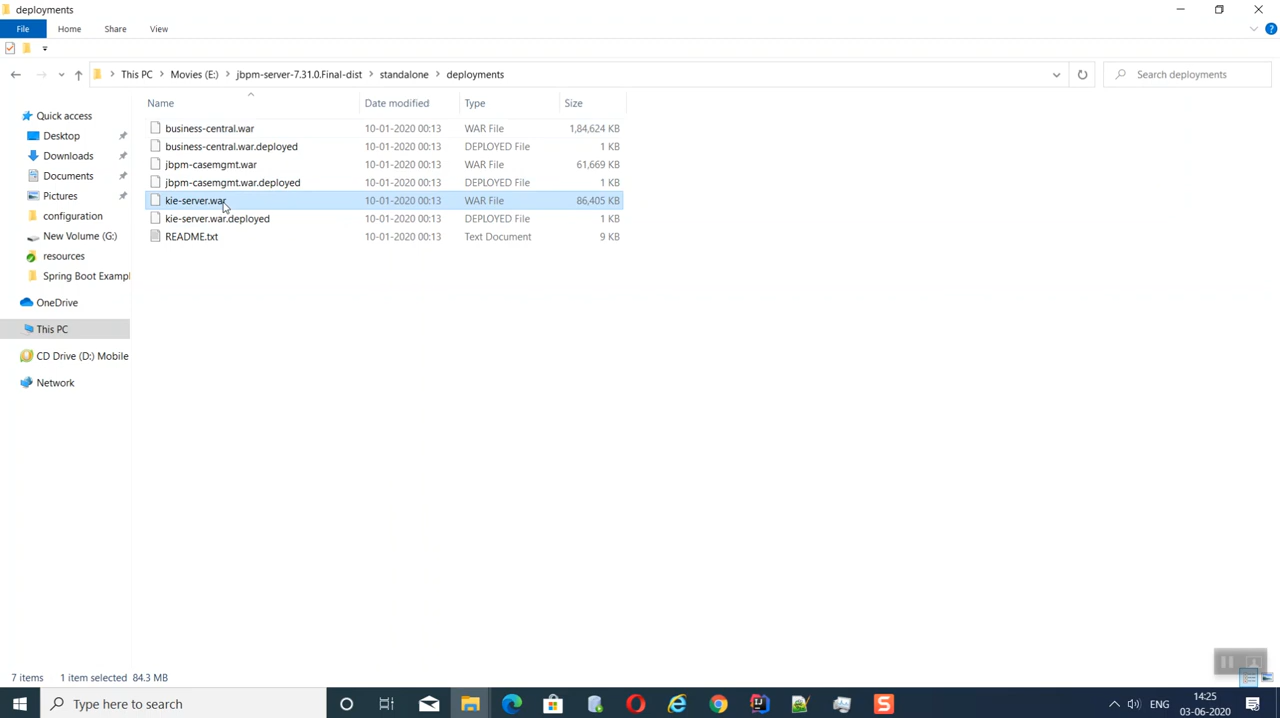 deployments
File Home Share View
This PC Movies (E:) jbpm-server-7.31.0.Final-dist standalone deployments Search deployments
Name Date modified Type Size
Quick access
Desktop
Downloads
Documents
Pictures
configuration
New Volume (G:)
resources
Spring Boot Exampl
OneDrive
This PC
CD Drive (D:) Mobile
Network
business-central.war 10-01-2020 00:13 WAR File 1,84,624 KB
business-central.war.deployed 10-01-2020 00:13 DEPLOYED File 1 KB
jbpm-casemgmt.war 10-01-2020 00:13 WAR File 61,669 KB
jbpm-casemgmt.war.deployed 10-01-2020 00:13 DEPLOYED File 1 KB
kie-server.war 10-01-2020 00:13 WAR File 86,405 KB
kie-server.war.deployed 10-01-2020 00:13 DEPLOYED File 1 KB
README.txt 10-01-2020 00:13 Text Document 9 KB
7 items 1 item selected 84.3 MB
Type here to search ENG 14:25
03-06-2020